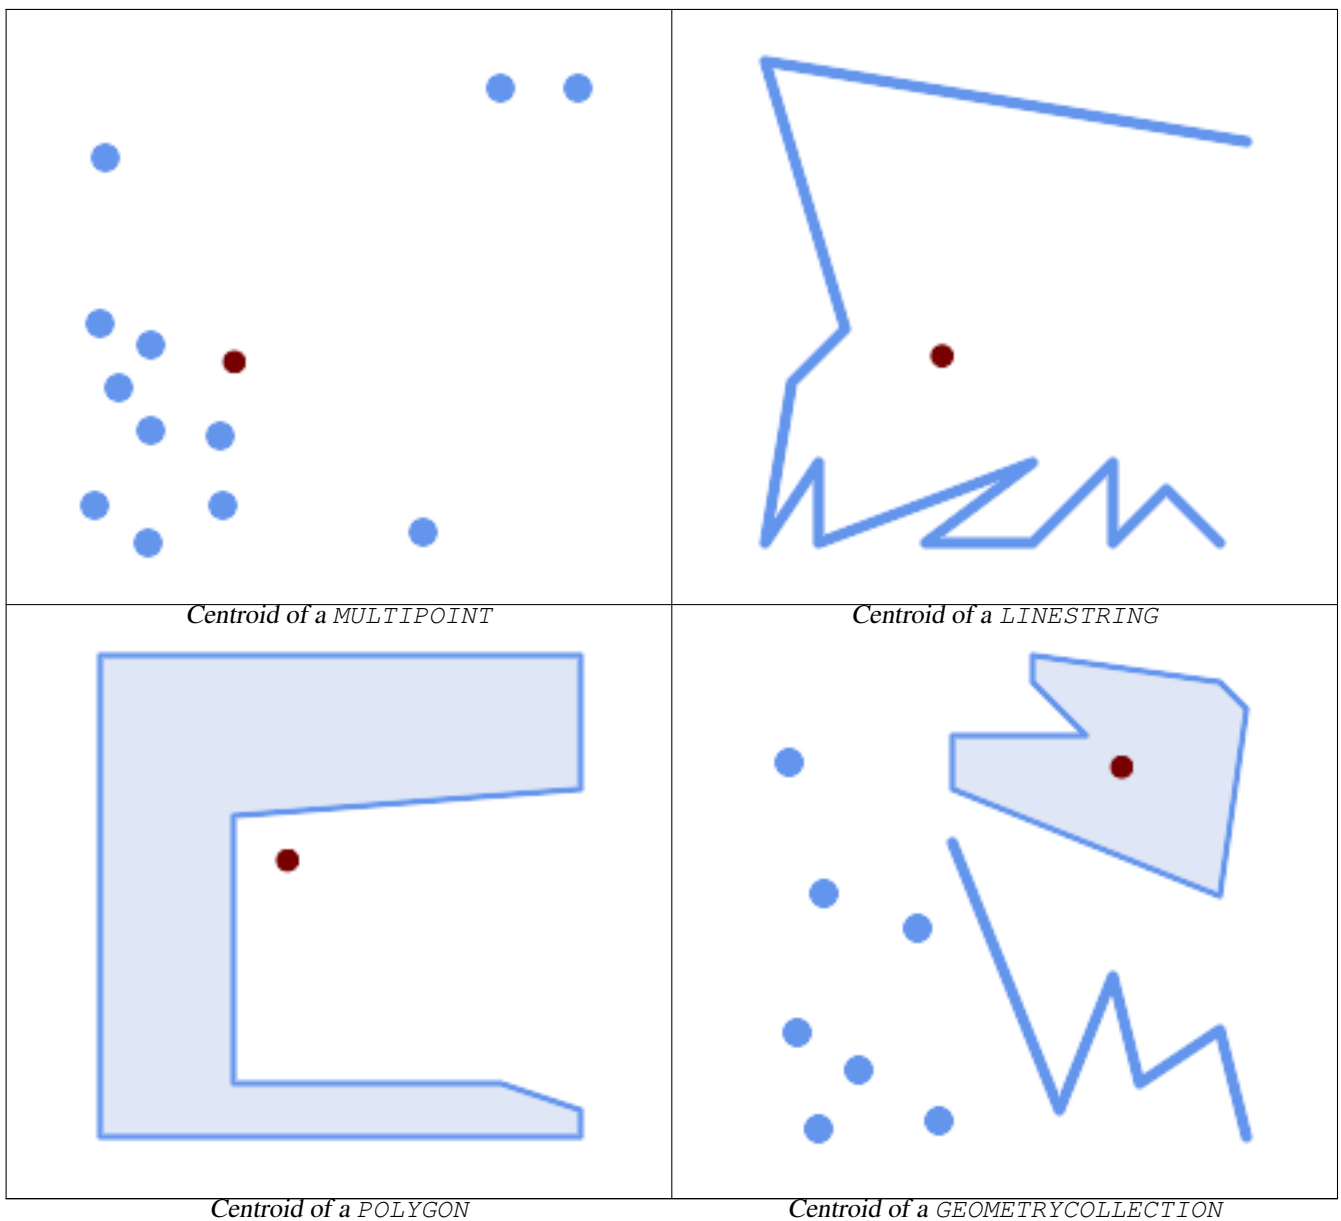 Centroid of a MULTIPOINT
Centroid of a LINESTRING
Centroid of a POLYGON
Centroid of a GEOMETRYCOLLECTION